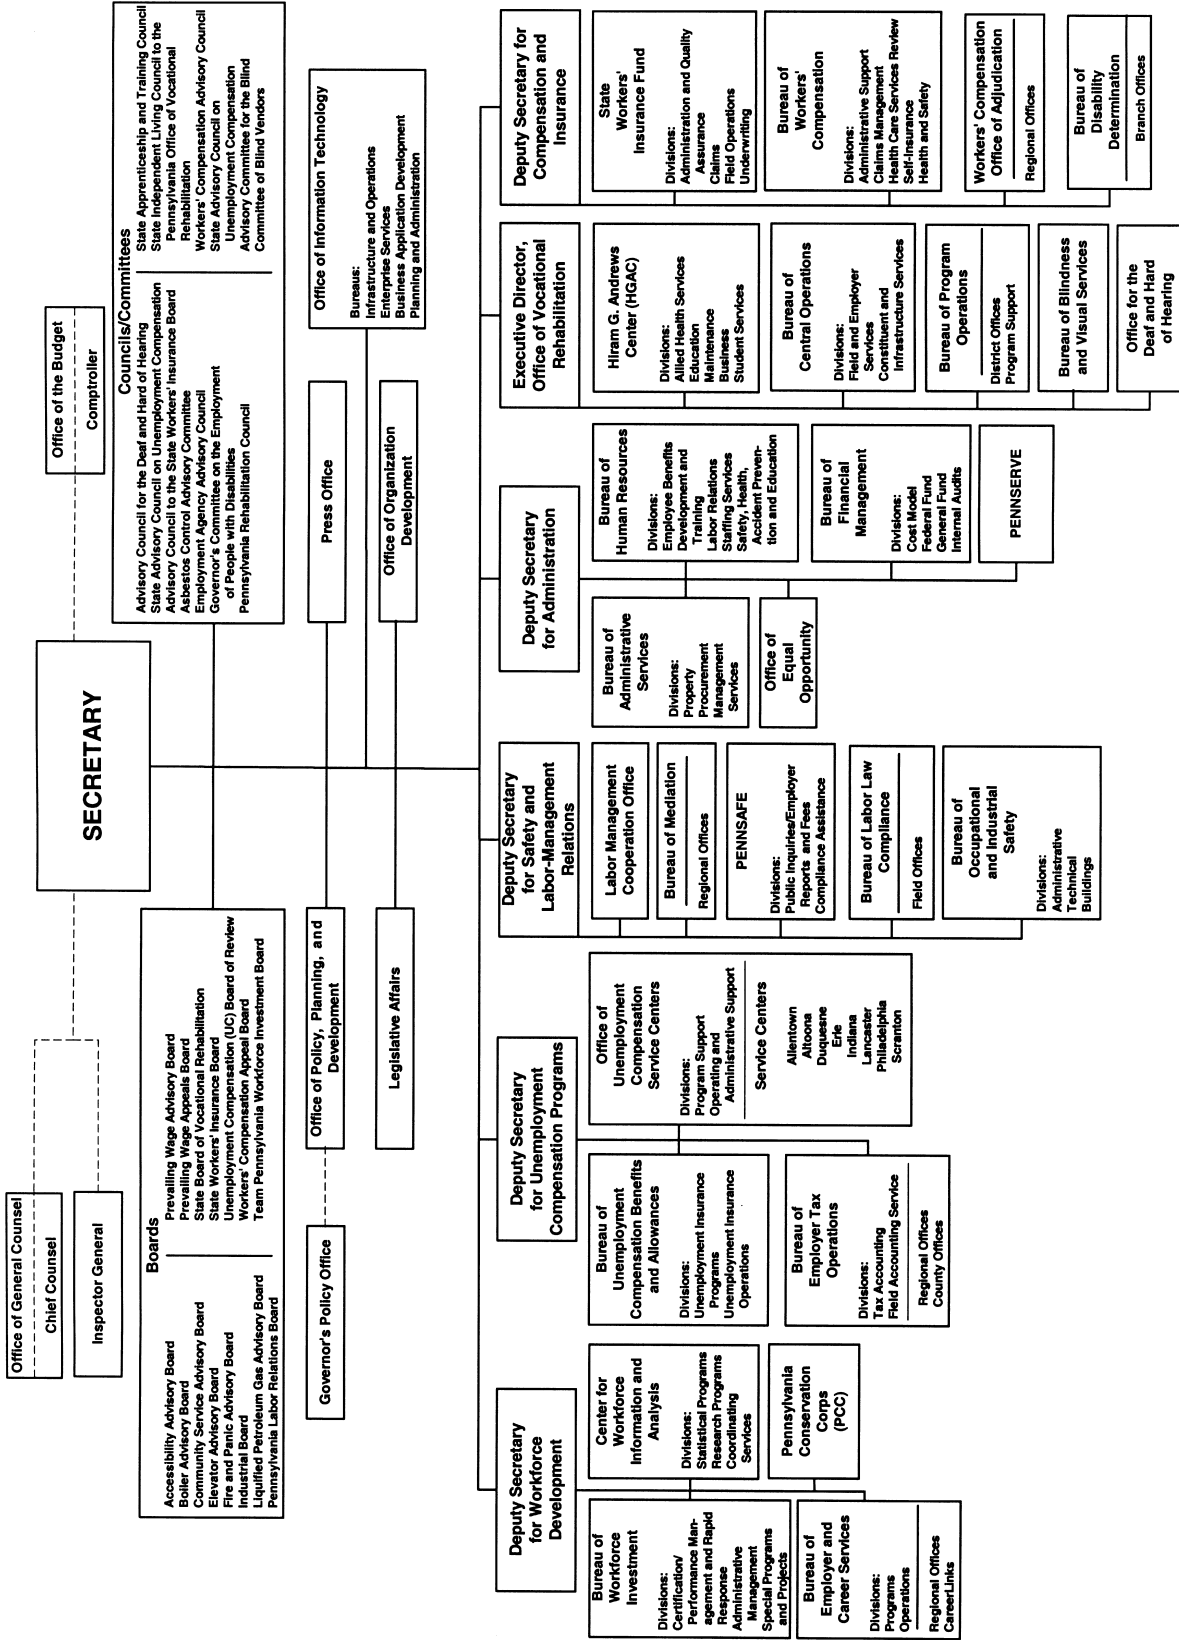 SECRETARY
Office of General Counsel
Chief Counsel
Inspector General
Office of the Budget
Comptroller
Boards
Accessibility Advisory Board
Boiler Advisory Board
Community Service Advisory Board
Elevator Advisory Board
Fire and Panic Advisory Board
Industrial Board
Liquified Petroleum Gas Advisory Board
Pennsylvania Labor Relations Board
Prevailing Wage Advisory Board
Prevailing Wage Appeals Board
State Board of Vocational Rehabilitation
State Workers' Insurance Board
Unemployment Compensation (UC) Board of Review
Workers' Compensation Appeal Board
Team Pennsylvania Workforce Investment Board
Councils/Committees
Advisory Council for the Deaf and Hard of Hearing
State Advisory Council on Unemployment Compensation
Advisory Council to the State Workers' Insurance Board
Asbestos Control Advisory Committee
Employment Agency Advisory Council
Governor's Committee on the Employment
of People with Disabilities
Pennsylvania Rehabilitation Council
State Apprenticeship and Training Council
State Independent Living Council to the
Pennsylvania Office of Vocational
Rehabilitation
Workers' Compensation Advisory Council
State Advisory Council on
Unemployment Compensation
Advisory Committee for the Blind
Committee of Blind Vendors
Governor's Policy Office
Office of Policy, Planning, and
Development
Press Office
Office of Information Technology
Bureaus:
Infrastructure and Operations
Enterprise Services
Business Application Development
Planning and Administration
Legislative Affairs
Office of Organization
Development
Deputy Secretary
for Workforce
Development
Bureau of
Workforce
Investment
Divisions:
Certification/
Performance Man-
agement and Rapid
Response
Administrative
Management
Special Programs
and Projects
Center for
Workforce
Information and
Analysis
Divisions:
Statistical Programs
Research Programs
Coordinating
Services
Bureau of
Employer and
Career Services
Divisions:
Programs
Operations
Regional Offices
CareerLinks
Pennsylvania
Conservation
Corps
(PCC)
Deputy Secretary
for Unemployment
Compensation Programs
Bureau of
Unemployment
Compensation Benefits
and Allowances
Divisions:
Unemployment Insurance
Programs
Unemployment Insurance
Operations
Office of
Unemployment
Compensation
Service Centers
Divisions:
Program Support
Operating and
Administrative Support
Service Centers
Allentown
Altoona
Duquesne
Erie
Indiana
Lancaster
Philadelphia
Scranton
Bureau of
Employer Tax
Operations
Divisions:
Tax Accounting
Field Accounting Service
Regional Offices
County Offices
Deputy Secretary
for Safety and
Labor-Management
Relations
Labor Management
Cooperation Office
Bureau of Mediation
Regional Offices
PENNSAFE
Divisions:
Public Inquiries/Employer
Reports and Fees
Compliance Assistance
Bureau of Labor Law
Compliance
Field Offices
Bureau of
Occupational
and Industrial
Safety
Divisions:
Administrative
Technical
Buildings
Deputy Secretary
for Administration
Bureau of
Administrative
Services
Divisions:
Property
Procurement
Management
Services
Bureau of
Human Resources
Divisions:
Employee Benefits
Development and
Training
Labor Relations
Staffing Services
Safety, Health,
Accident Preven-
tion and Education
Office of
Equal
Opportunity
Bureau of
Financial
Management
Divisions:
Cost Model
Federal Fund
General Fund
Internal Audits
PENNSERVE
Executive Director,
Office of Vocational
Rehabilitation
Hiram G. Andrews
Center (HGAC)
Divisions:
Allied Health Services
Education
Maintenance
Business
Student Services
Bureau of
Central Operations
Divisions:
Field and Employer
Services
Constituent and
Infrastructure Services
Bureau of Program
Operations
District Offices
Program Support
Bureau of Blindness
and Visual Services
Office for the
Deaf and Hard
of Hearing
Deputy Secretary for
Compensation and
Insurance
State
Workers'
Insurance Fund
Divisions:
Administration and Quality
Assurance
Claims
Field Operations
Underwriting
Bureau of
Workers'
Compensation
Divisions:
Administrative Support
Claims Management
Health Care Services Review
Self-Insurance
Health and Safety
Workers' Compensation
Office of Adjudication
Regional Offices
Bureau of
Disability
Determination
Branch Offices